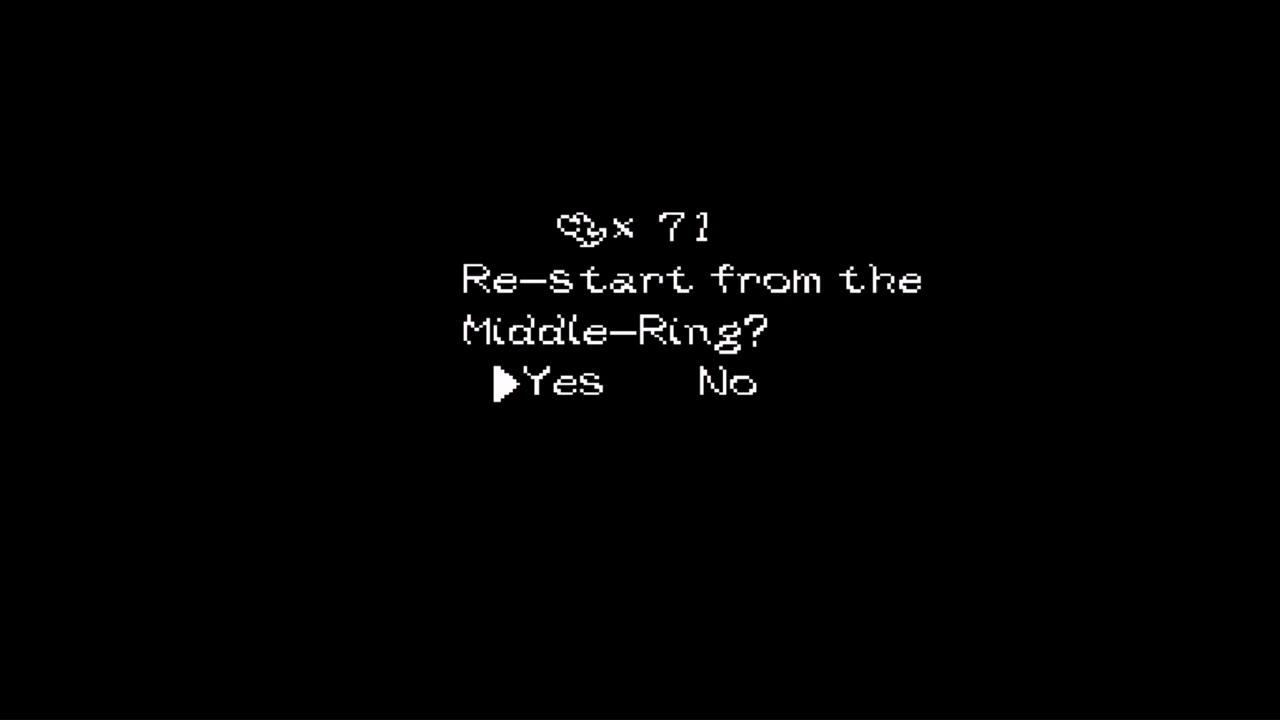 x 71
Re-start from the
Middle-Ring?
Yes No